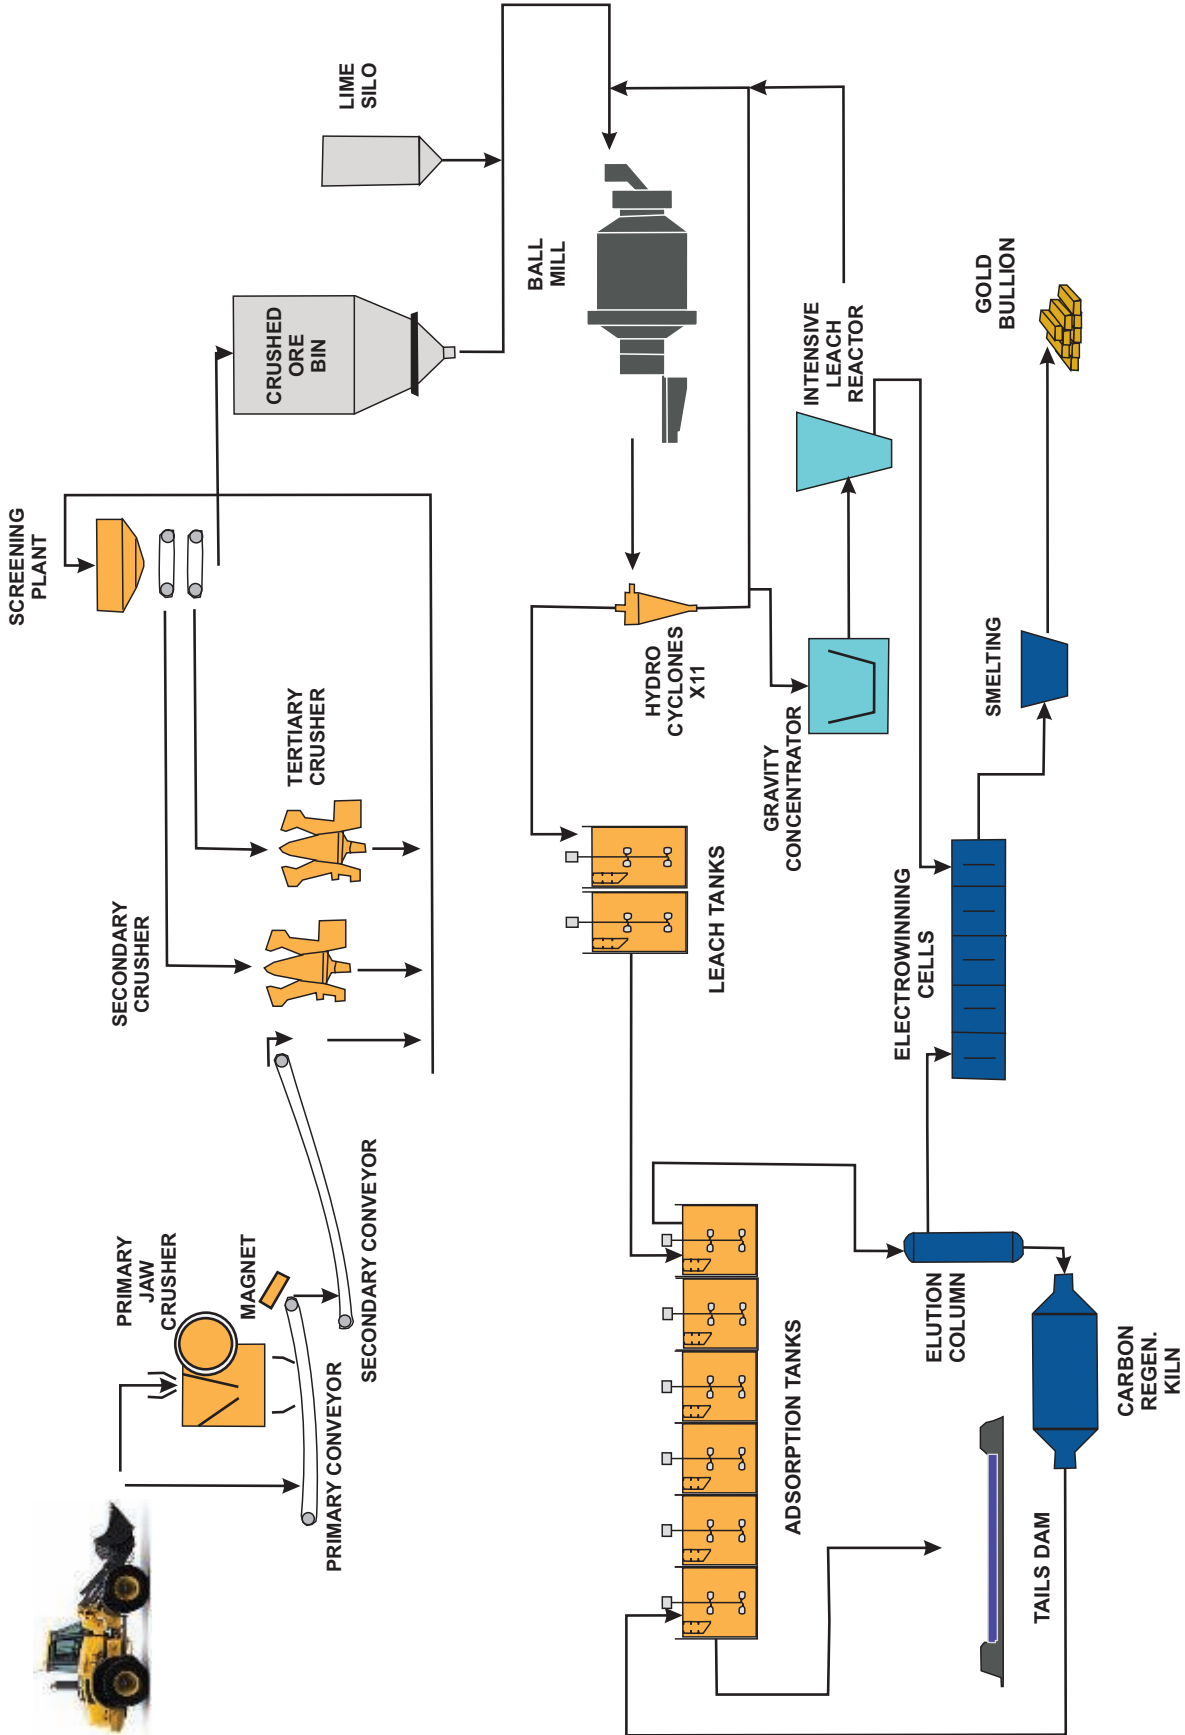 PRIMARY
JAW
CRUSHER
MAGNET
PRIMARY CONVEYOR
SECONDARY CONVEYOR
SECONDARY
CRUSHER
TERTIARY
CRUSHER
SCREENING
PLANT
CRUSHED
ORE
BIN
LIME
SILO
BALL
MILL
HYDRO
CYCLONES
X11
GRAVITY
CONCENTRATOR
INTENSIVE
LEACH
REACTOR
LEACH TANKS
ADSORPTION TANKS
TAILS DAM
ELUTION
COLUMN
CARBON
REGEN.
KILN
ELECTROWINNING
CELLS
SMELTING
GOLD
BULLION